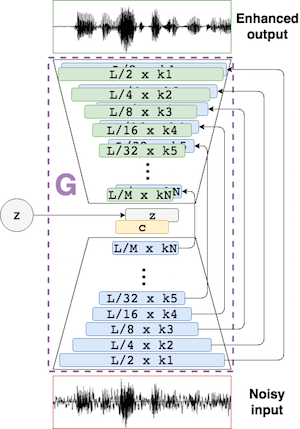 Enhanced
output
L/2 x k1
L/4 x k2
L/8 x k3
L/16 x k4
L/32 x k5
G
L/M x kN
N
z
z
c
L/M x kN
L/32 x k5
L/16 x k4
L/8 x k3
L/4 x k2
L/2 x k1
Noisy
input